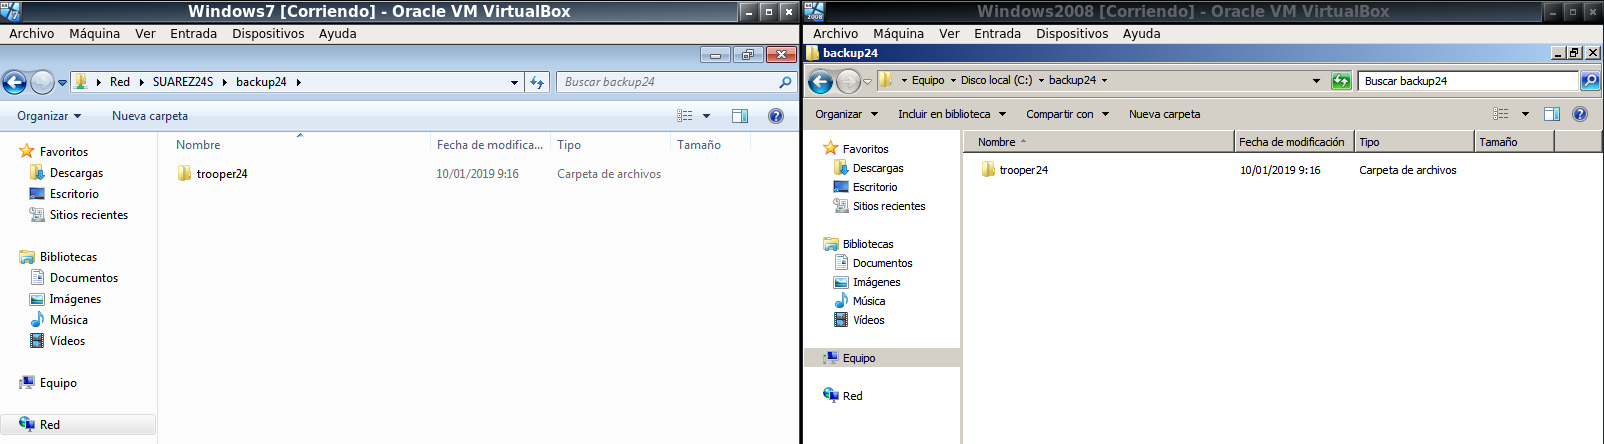 Windows7 [Corriendo] - Oracle VM VirtualBox
Archivo Máquina Ver Entrada Dispositivos Ayuda
Red SUAREZ24S backup24
Buscar backup24
Organizar Nueva carpeta
Favoritos
Descargas
Escritorio
Sitios recientes
Bibliotecas
Documentos
Imágenes
Música
Vídeos
Equipo
Red
Nombre Fecha de modifica... Tipo Tamaño
trooper24 10/01/2019 9:16 Carpeta de archivos
Windows2008 [Corriendo] - Oracle VM VirtualBox
Archivo Máquina Ver Entrada Dispositivos Ayuda
backup24
Equipo Disco local (C:) backup24
Buscar backup24
Organizar Incluir en biblioteca Compartir con Nueva carpeta
Favoritos
Descargas
Escritorio
Sitios recientes
Bibliotecas
Documentos
Imágenes
Música
Vídeos
Equipo
Red
Nombre Fecha de modificación Tipo Tamaño
trooper24 10/01/2019 9:16 Carpeta de archivos